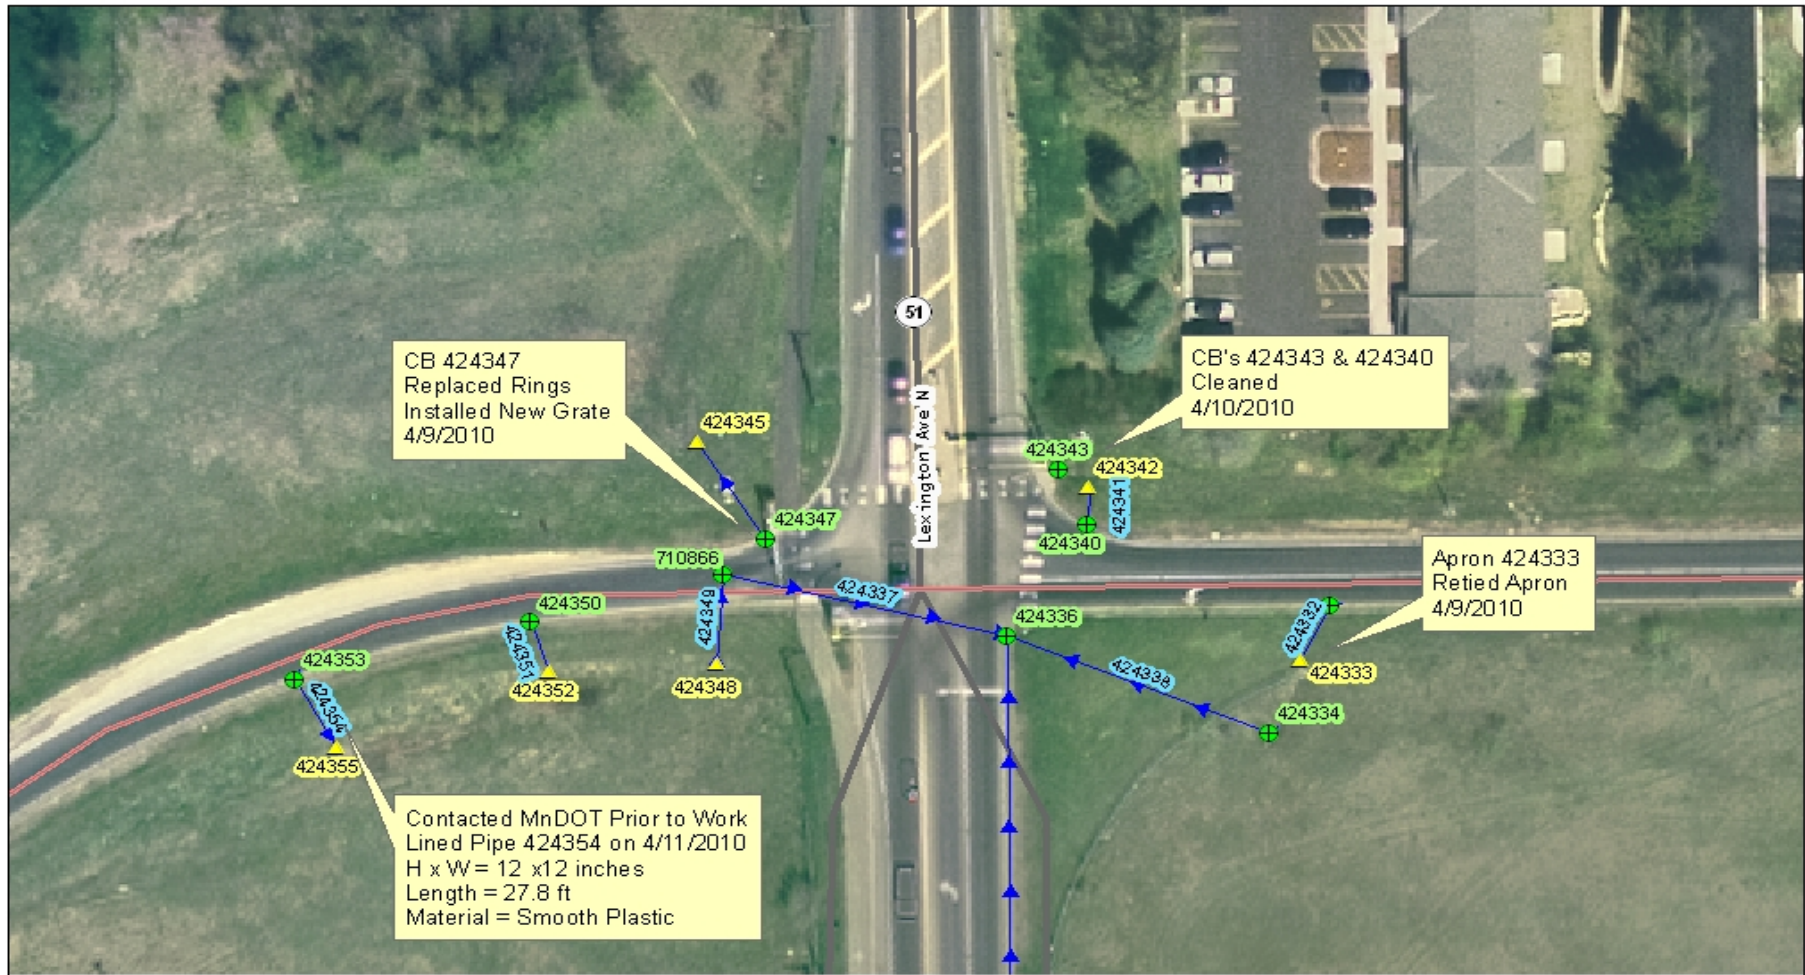 51
Lexington Ave N
CB 424347
Replaced Rings
Installed New Grate
4/9/2010
CB's 424343 & 424340
Cleaned
4/10/2010
424345
424343
424342
424341
424347
424340
710866
Apron 424333
Retied Apron
4/9/2010
424350
424349
424337
424336
424332
424353
424351
424352
424348
424338
424333
424354
424334
424355
Contacted MnDOT Prior to Work
Lined Pipe 424354 on 4/11/2010
H x W = 12 x12 inches
Length = 27.8 ft
Material = Smooth Plastic